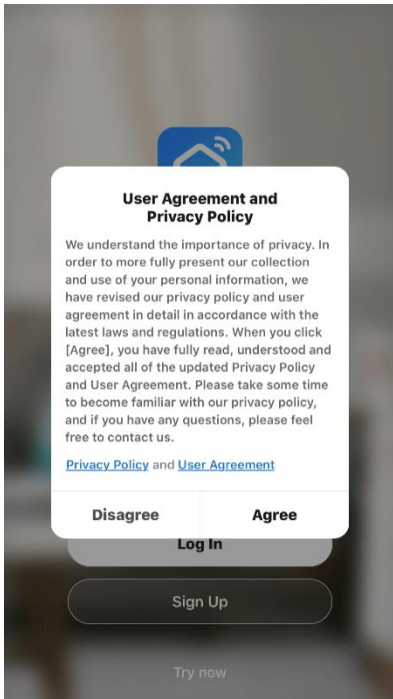 User Agreement and
Privacy Policy
We understand the importance of privacy. In
order to more fully present our collection
and use of your personal information, we
have revised our privacy policy and user
agreement in detail in accordance with the
latest laws and regulations. When you click
[Agree], you have fully read, understood and
accepted all of the updated Privacy Policy
and User Agreement. Please take some time
to become familiar with our privacy policy,
and if you have any questions, please feel
free to contact us.
Privacy Policy and User Agreement
Disagree Agree
Log In
Sign Up
Try now